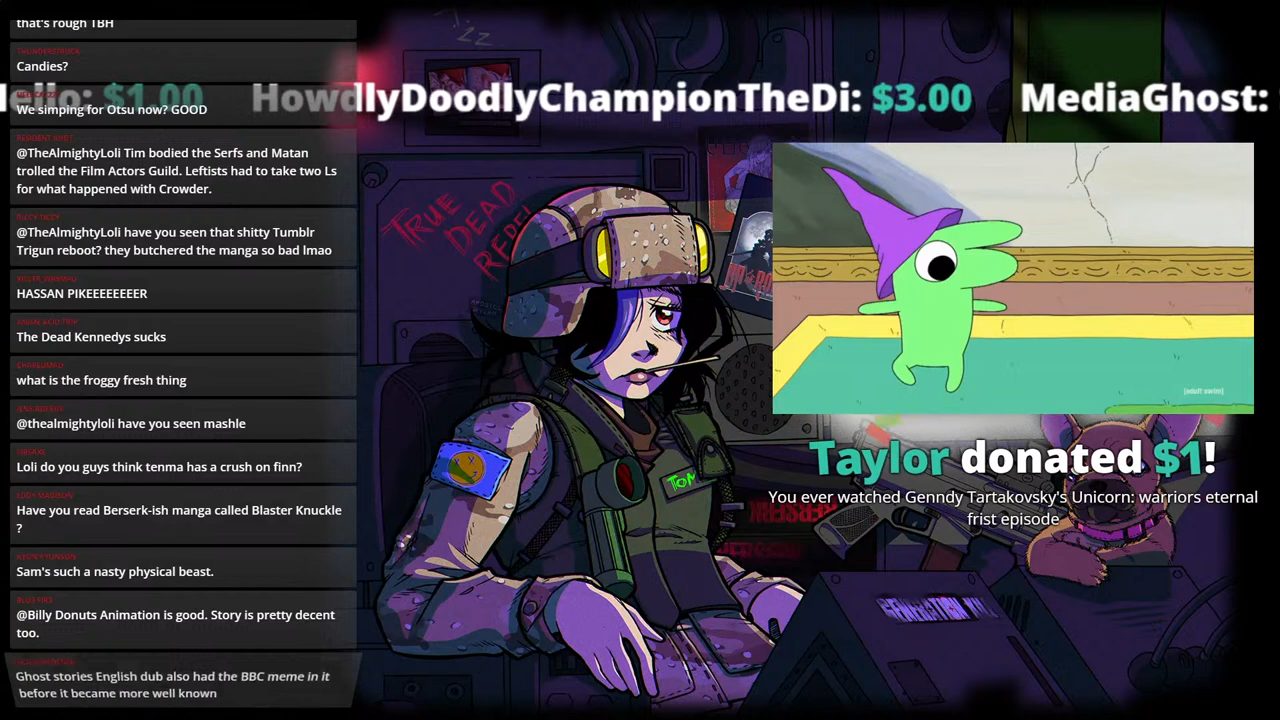 that's rough TBH
THUNDERSTRUCK
Candies?
We simping for Otsu now? GOOD
@TheAlmightyLoli Tim bodied the Serfs and Matan
trolled the Film Actors Guild. Leftists had to take two Ls
for what happened with Crowder.
@TheAlmightyLoli have you seen that shitty Tumblr
Trigun reboot? they butchered the manga so bad lmao
HASSAN PIKEEEEEEER
The Dead Kennedys sucks
what is the froggy fresh thing
@thealmightyloli have you seen mashle
Loli do you guys think tenma has a crush on finn?
Have you read Berserk-ish manga called Blaster Knuckle
?
Sam's such a nasty physical beast.
@Billy Donuts Animation is good. Story is pretty decent
too.
Ghost stories English dub also had the BBC meme in it
before it became more well known
$1.00 HowdlyDoodlyChampionTheDi: $3.00 MediaGhost:
TRUE
DEAD
TOM
[adult swim]
Taylor donated $1!
You ever watched Genndy Tartakovsky's Unicorn: warriors eternal
frist episode